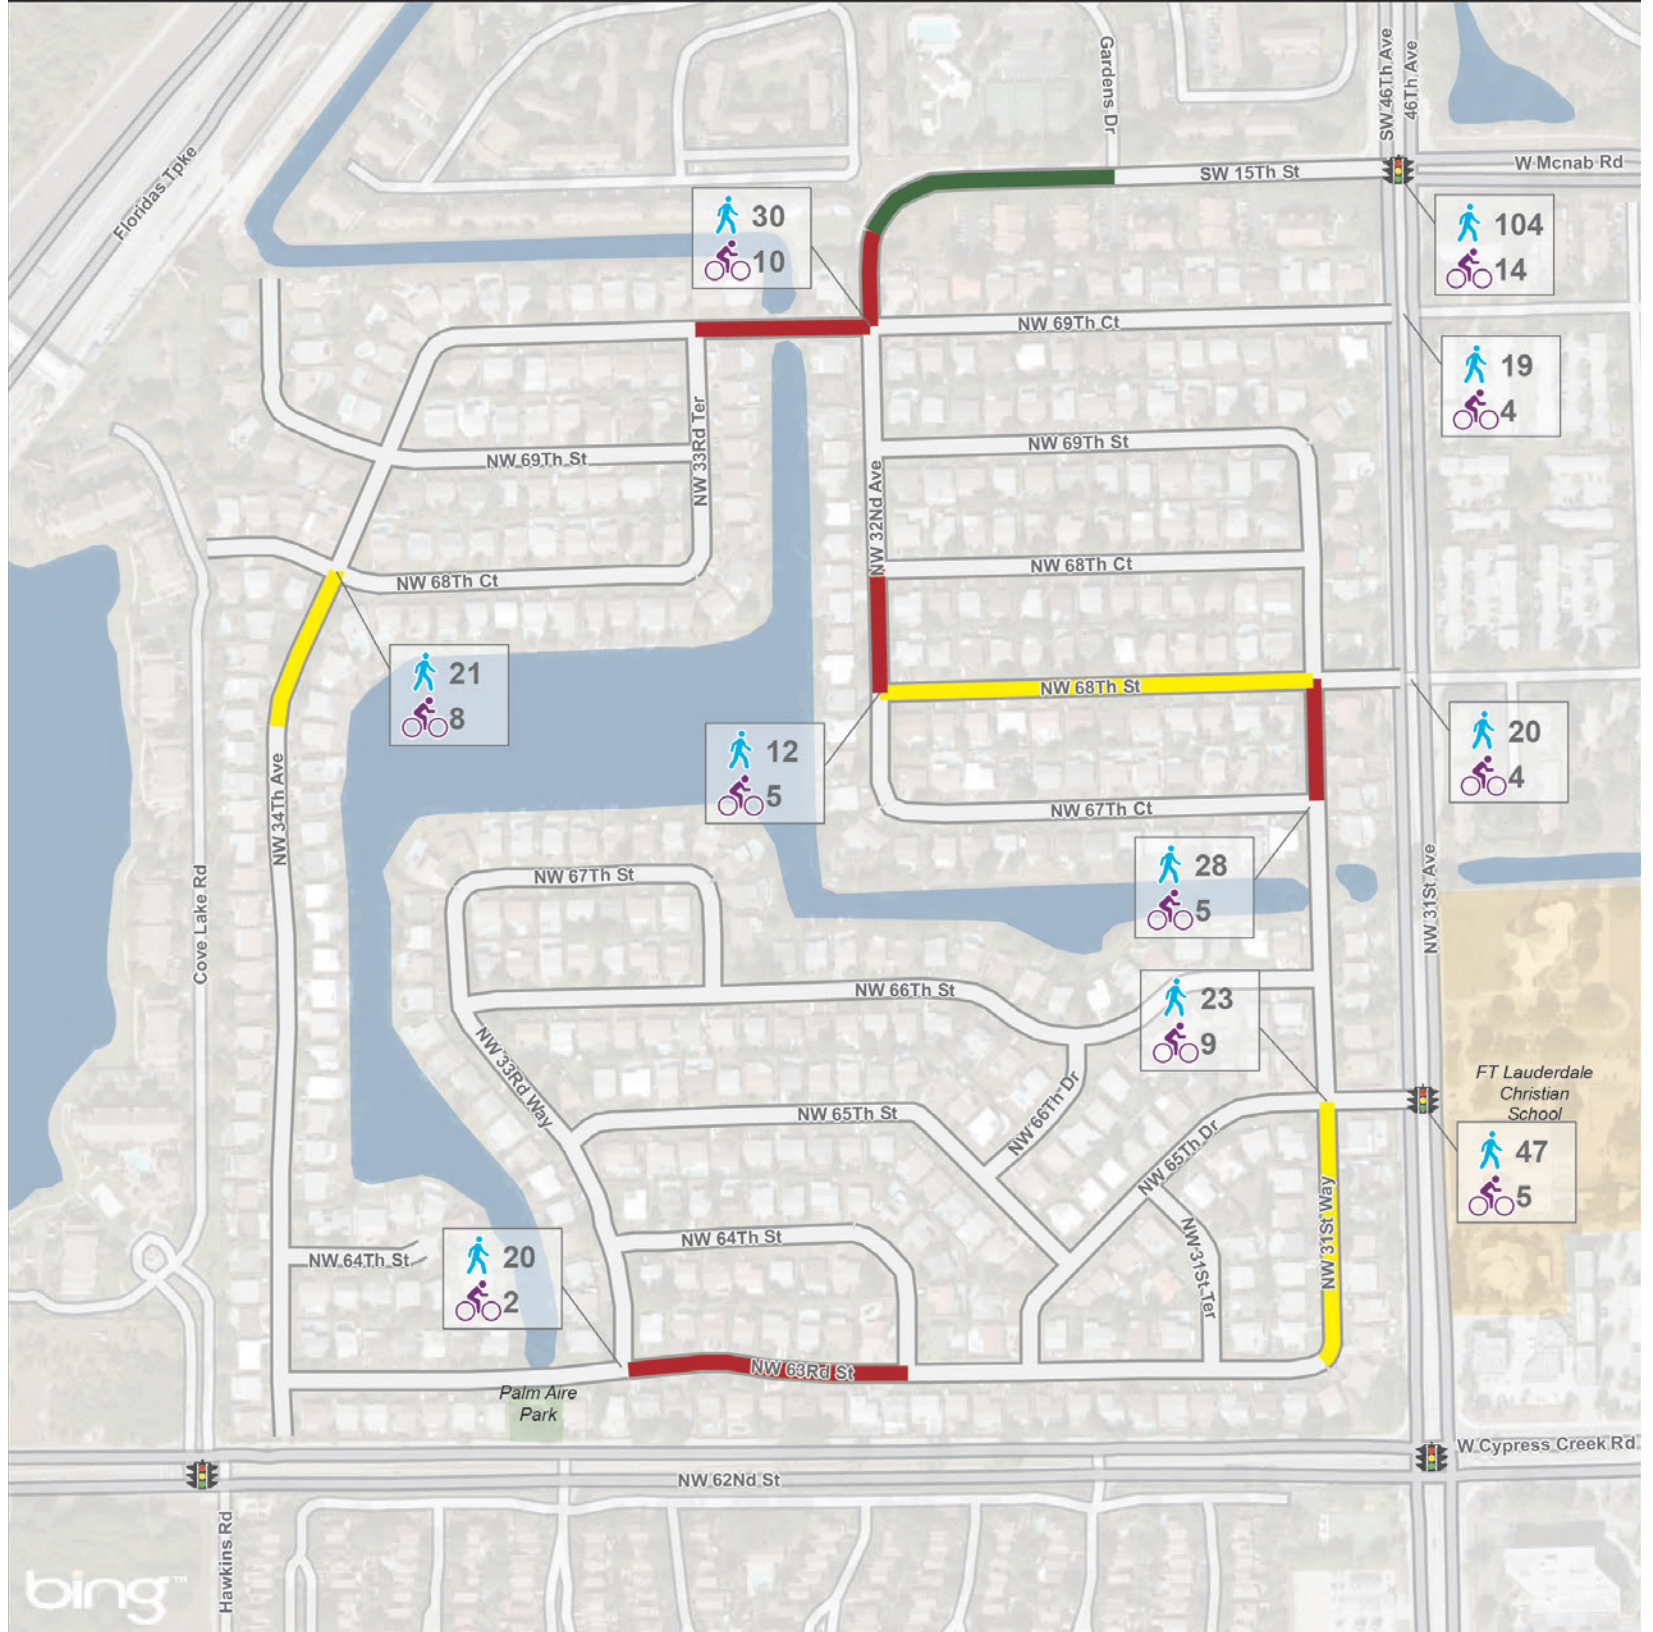 Gardens Dr
SW 46Th Ave
46Th Ave
Floridas Tpke
W Mcnab Rd
SW 15Th St
30
10
104
14
NW 69Th Ct
19
4
NW 33Rd Ter
NW 69Th St
NW 69Th St
NW 32Nd Ave
NW 68Th Ct
NW 68Th Ct
21
8
NW 68Th St
12
5
20
4
NW 34Th Ave
NW 67Th Ct
28
5
NW 67Th St
Cove Lake Rd
NW 31St Ave
NW 66Th St
23
9
NW 33Rd Way
NW 66Th Dr
FT Lauderdale
Christian
School
NW 65Th St
NW 65Th Dr
47
5
NW 31St Way
NW 31St Ter
NW 64Th St
NW 64Th St
20
2
NW 63Rd St
Palm Aire
Park
W Cypress Creek Rd
NW 62Nd St
Hawkins Rd
bing™